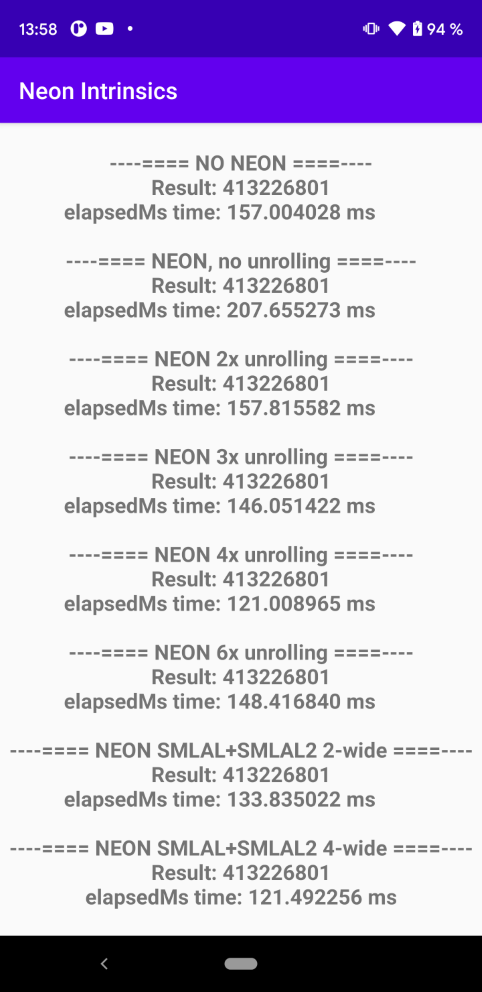 13:58
94 %
Neon Intrinsics
----==== NO NEON ====----
Result: 413226801
elapsedMs time: 157.004028 ms
----==== NEON, no unrolling ====----
Result: 413226801
elapsedMs time: 207.655273 ms
----==== NEON 2x unrolling ====----
Result: 413226801
elapsedMs time: 157.815582 ms
----==== NEON 3x unrolling ====----
Result: 413226801
elapsedMs time: 146.051422 ms
----==== NEON 4x unrolling ====----
Result: 413226801
elapsedMs time: 121.008965 ms
----==== NEON 6x unrolling ====----
Result: 413226801
elapsedMs time: 148.416840 ms
----==== NEON SMLAL+SMLAL2 2-wide ====----
Result: 413226801
elapsedMs time: 133.835022 ms
----==== NEON SMLAL+SMLAL2 4-wide ====----
Result: 413226801
elapsedMs time: 121.492256 ms